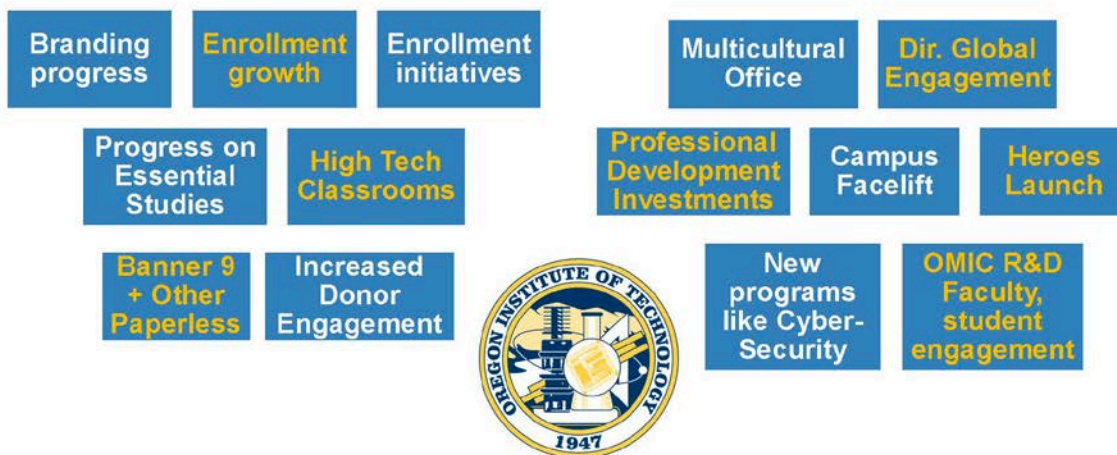 Branding
progress
Enrollment
growth
Enrollment
initiatives
Multicultural
Office
Dir. Global
Engagement
Progress on
Essential
Studies
High Tech
Classrooms
Professional
Development
Investments
Campus
Facelift
Heroes
Launch
Banner 9
+ Other
Paperless
Increased
Donor
Engagement
New
programs
like Cyber-
Security
OMIC R&D
Faculty,
student
engagement
OREGON INSTITUTE OF TECHNOLOGY
1947